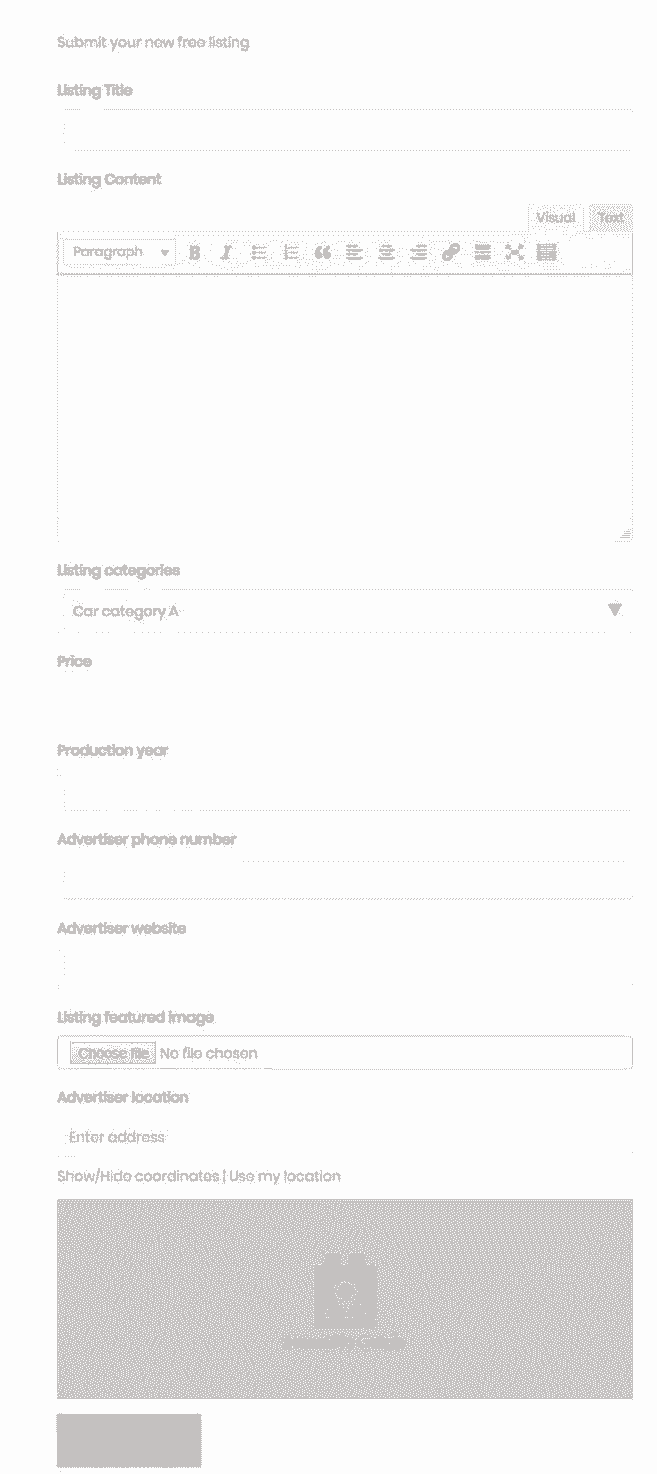 Submit your new free listing
Listing Title
Listing Content
Visual Text
Paragraph
Listing categories
Car category A
Price
Production year
Advertiser phone number
Advertiser website
Listing featured image
Choose file No file chosen
Advertiser location
Enter address
Show/Hide coordinates | Use my location